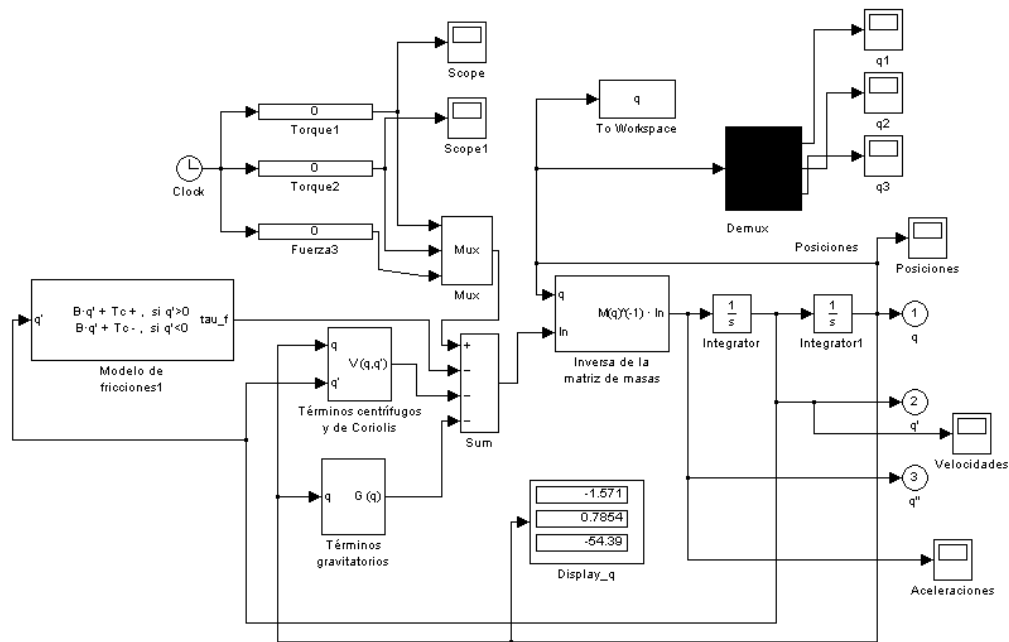 Scope
q1
q
To Workspace
q2
0
Torque1
Scope1
q3
Clock
0
Torque2
Demux
0
Fuerza3
Mux
Mux
Posiciones
Posiciones
q'
B·q' + Tc+ , si q'>0
B·q' + Tc- , si q'<0
tau_f
Modelo de
fricciones1
q
q'
V(q,q')
Términos centrífugos
y de Coriolis
+
−
−
−
Sum
q
In
M(q)^(-1) · In
Inversa de la
matriz de masas
1
s
Integrator
1
s
Integrator1
1
q
2
q'
Velocidades
3
q''
q
G (q)
Términos
gravitatorios
-1.571
0.7854
-54.39
Display_q
Aceleraciones